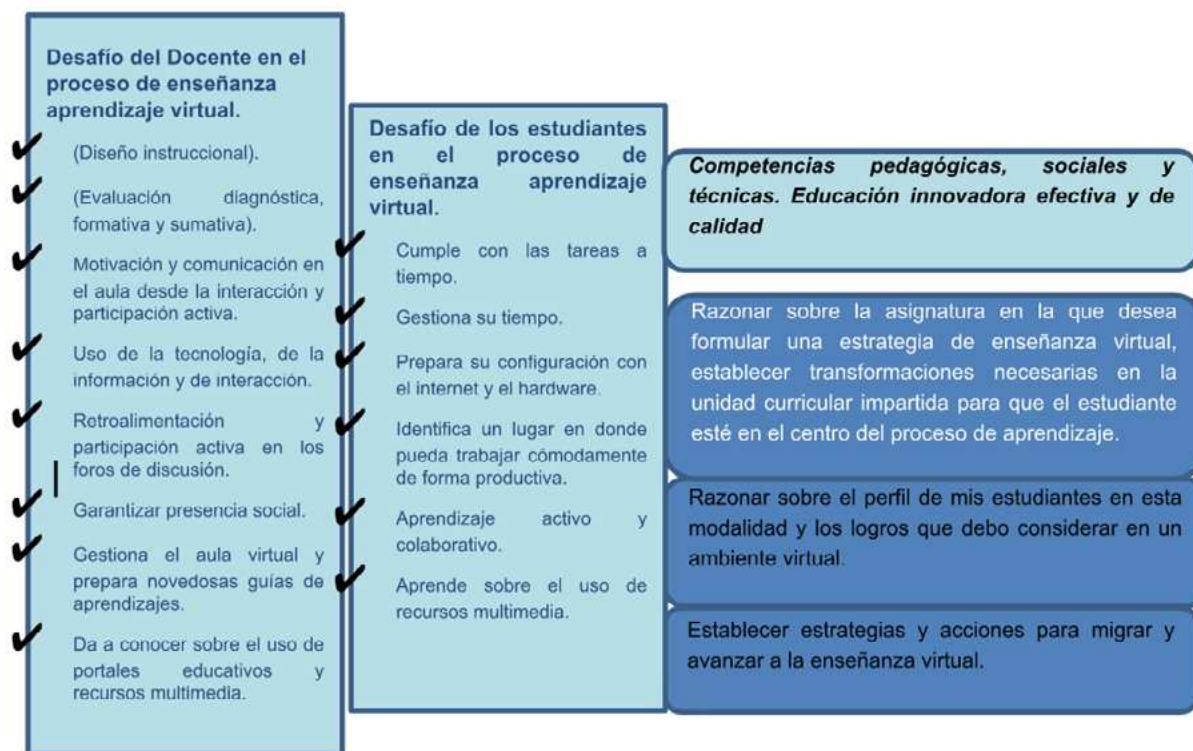 Desafío del Docente en el
proceso de enseñanza
aprendizaje virtual.
(Diseño instruccional).
(Evaluación diagnóstica,
formativa y sumativa).
Motivación y comunicación en
el aula desde la interacción y
participación activa.
Uso de la tecnología, de la
información y de interacción.
Retroalimentación y
participación activa en los
foros de discusión.
Garantizar presencia social.
Gestiona el aula virtual y
prepara novedosas guías de
aprendizajes.
Da a conocer sobre el uso de
portales educativos y
recursos multimedia.
Desafío de los estudiantes
en el proceso de
enseñanza aprendizaje
virtual.
Cumple con las tareas a
tiempo.
Gestiona su tiempo.
Prepara su configuración con
el internet y el hardware.
Identifica un lugar en donde
pueda trabajar cómodamente
de forma productiva.
Aprendizaje activo y
colaborativo.
Aprende sobre el uso de
recursos multimedia.
Competencias pedagógicas, sociales y
técnicas. Educación innovadora efectiva y de
calidad
Razonar sobre la asignatura en la que desea
formular una estrategia de enseñanza virtual,
establecer transformaciones necesarias en la
unidad curricular impartida para que el estudiante
esté en el centro del proceso de aprendizaje.
Razonar sobre el perfil de mis estudiantes en esta
modalidad y los logros que debo considerar en un
ambiente virtual.
Establecer estrategias y acciones para migrar y
avanzar a la enseñanza virtual.